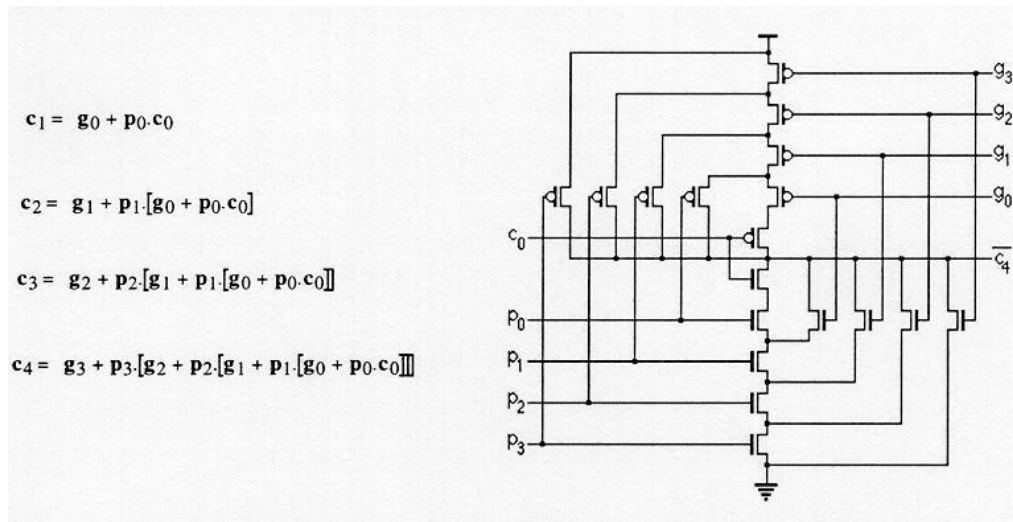 c₁ = g₀ + p₀.c₀
c₂ = g₁ + p₁.[g₀ + p₀.c₀]
c₃ = g₂ + p₂.[g₁ + p₁.[g₀ + p₀.c₀]]
c₄ = g₃ + p₃.[g₂ + p₂.[g₁ + p₁.[g₀ + p₀.c₀]]]
g₃
g₂
g₁
g₀
c₀
c̅₄
p₀
p₁
p₂
p₃